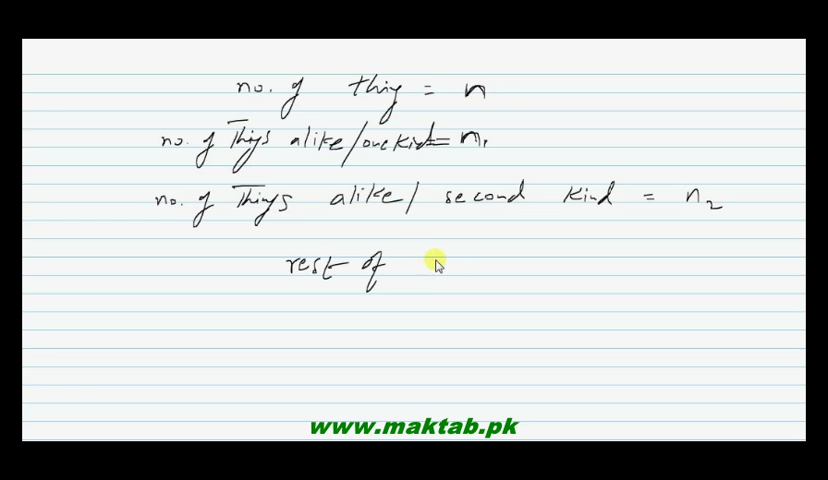 no. of thing = n
no. of Things alike/one kind = n₁
no. of Things alike/ second kind = n₂
rest of
www.maktab.pk